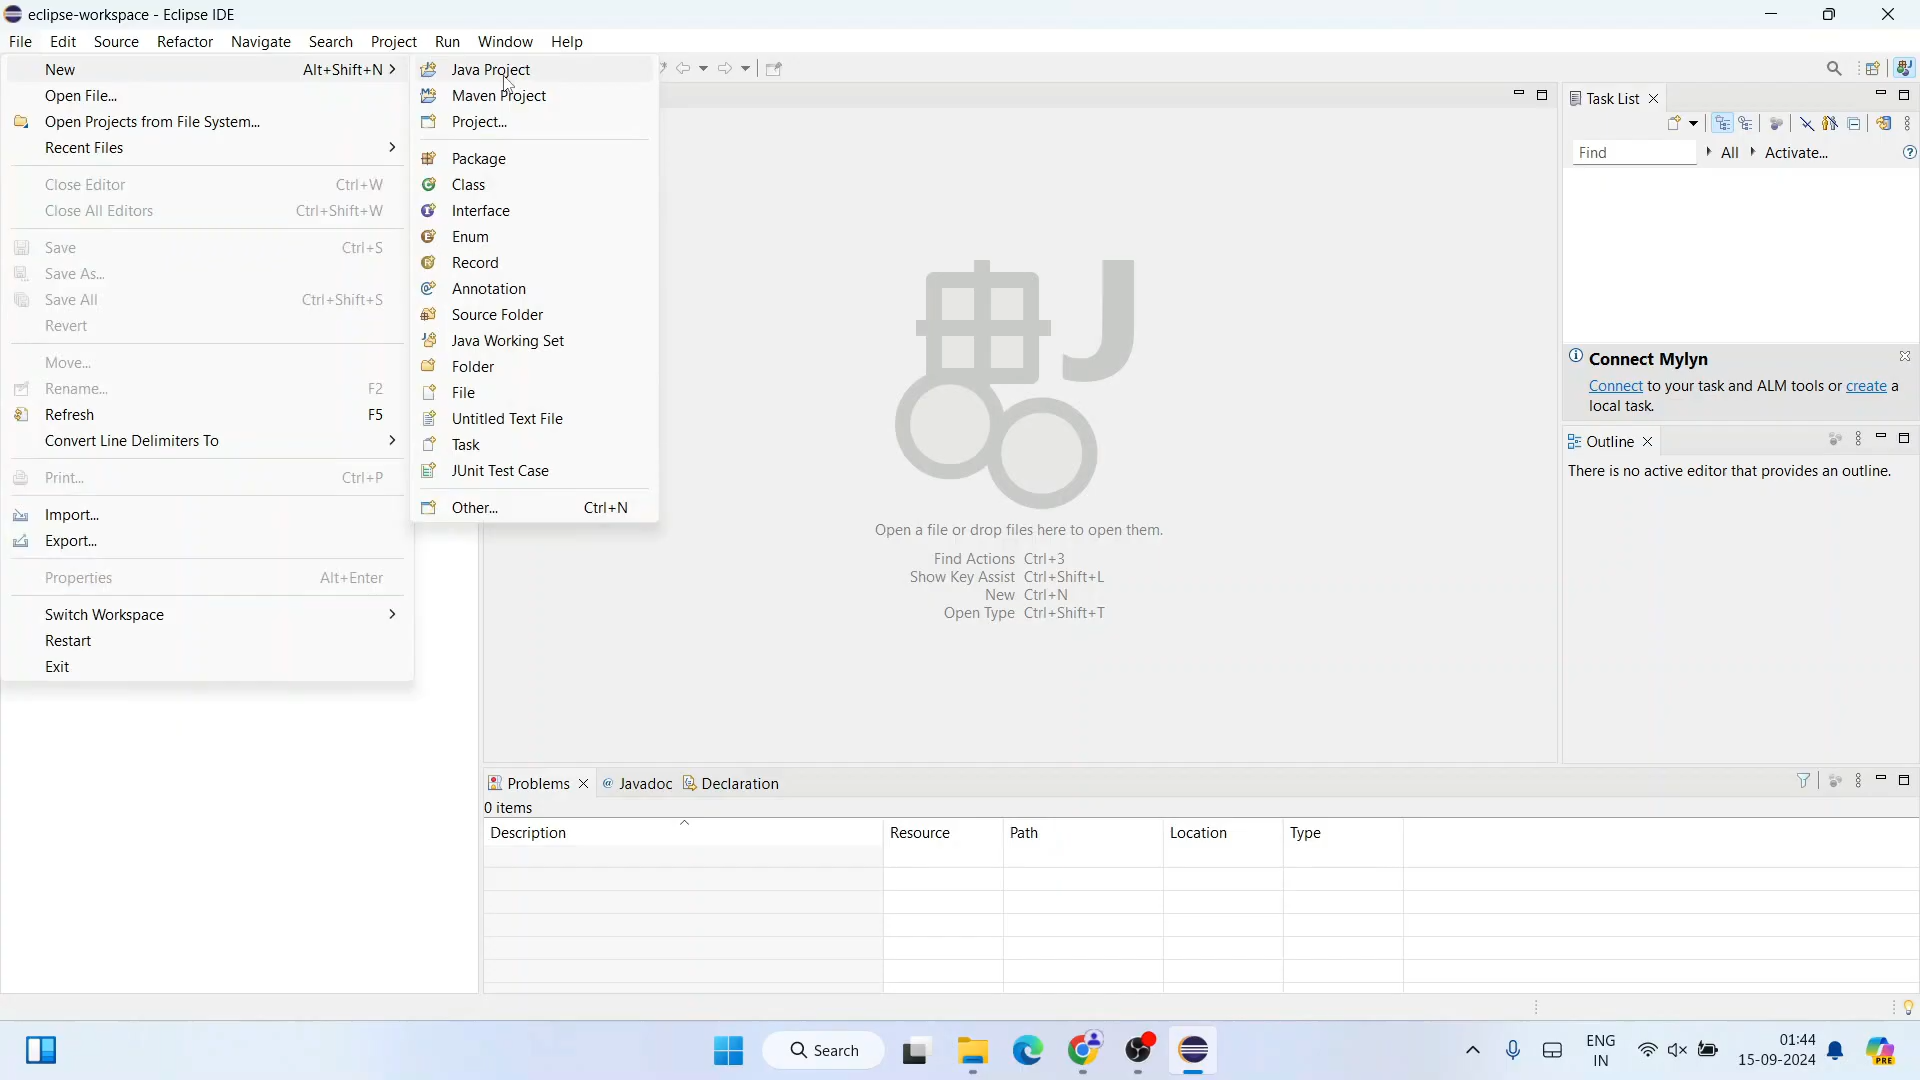 eclipse-workspace - Eclipse IDE
File Edit Source Refactor Navigate Search Project Run Window Help
New Alt+Shift+N
Open File...
Open Projects from File System...
Recent Files
Close Editor Ctrl+W
Close All Editors Ctrl+Shift+W
Save Ctrl+S
Save As...
Save All Ctrl+Shift+S
Revert
Move...
Rename... F2
Refresh F5
Convert Line Delimiters To
Print... Ctrl+P
Import...
Export...
Properties Alt+Enter
Switch Workspace
Restart
Exit
Java Project
Maven Project
Project...
Package
Class
Interface
Enum
Record
Annotation
Source Folder
Java Working Set
Folder
File
Untitled Text File
Task
JUnit Test Case
Other... Ctrl+N
Open a file or drop files here to open them.
Find Actions Ctrl+3
Show Key Assist Ctrl+Shift+L
New Ctrl+N
Open Type Ctrl+Shift+T
Task List
Find All Activate...
Connect Mylyn
Connect to your task and ALM tools or create a
local task.
Outline
There is no active editor that provides an outline.
Problems Javadoc Declaration
0 items
Description Resource Path Location Type
Search
ENG
IN
01:44
15-09-2024
PRE